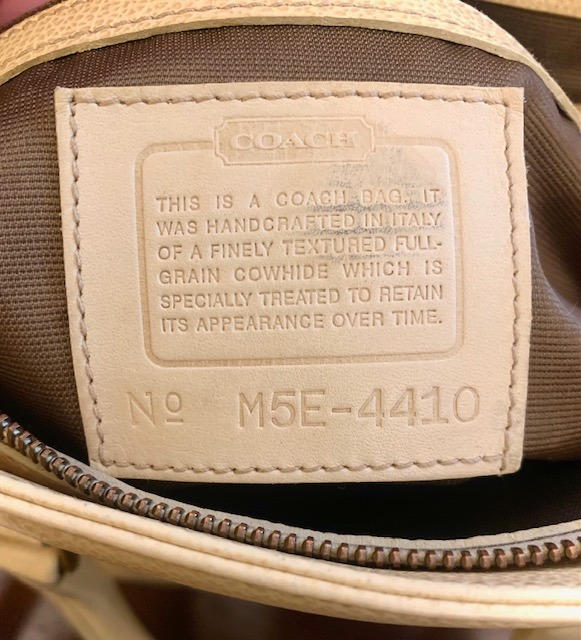 COACH
THIS IS A COACH BAG. IT
WAS HANDCRAFTED IN ITALY
OF A FINELY TEXTURED FULL-
GRAIN COWHIDE WHICH IS
SPECIALLY TREATED TO RETAIN
ITS APPEARANCE OVER TIME.
Nº M5E-4410